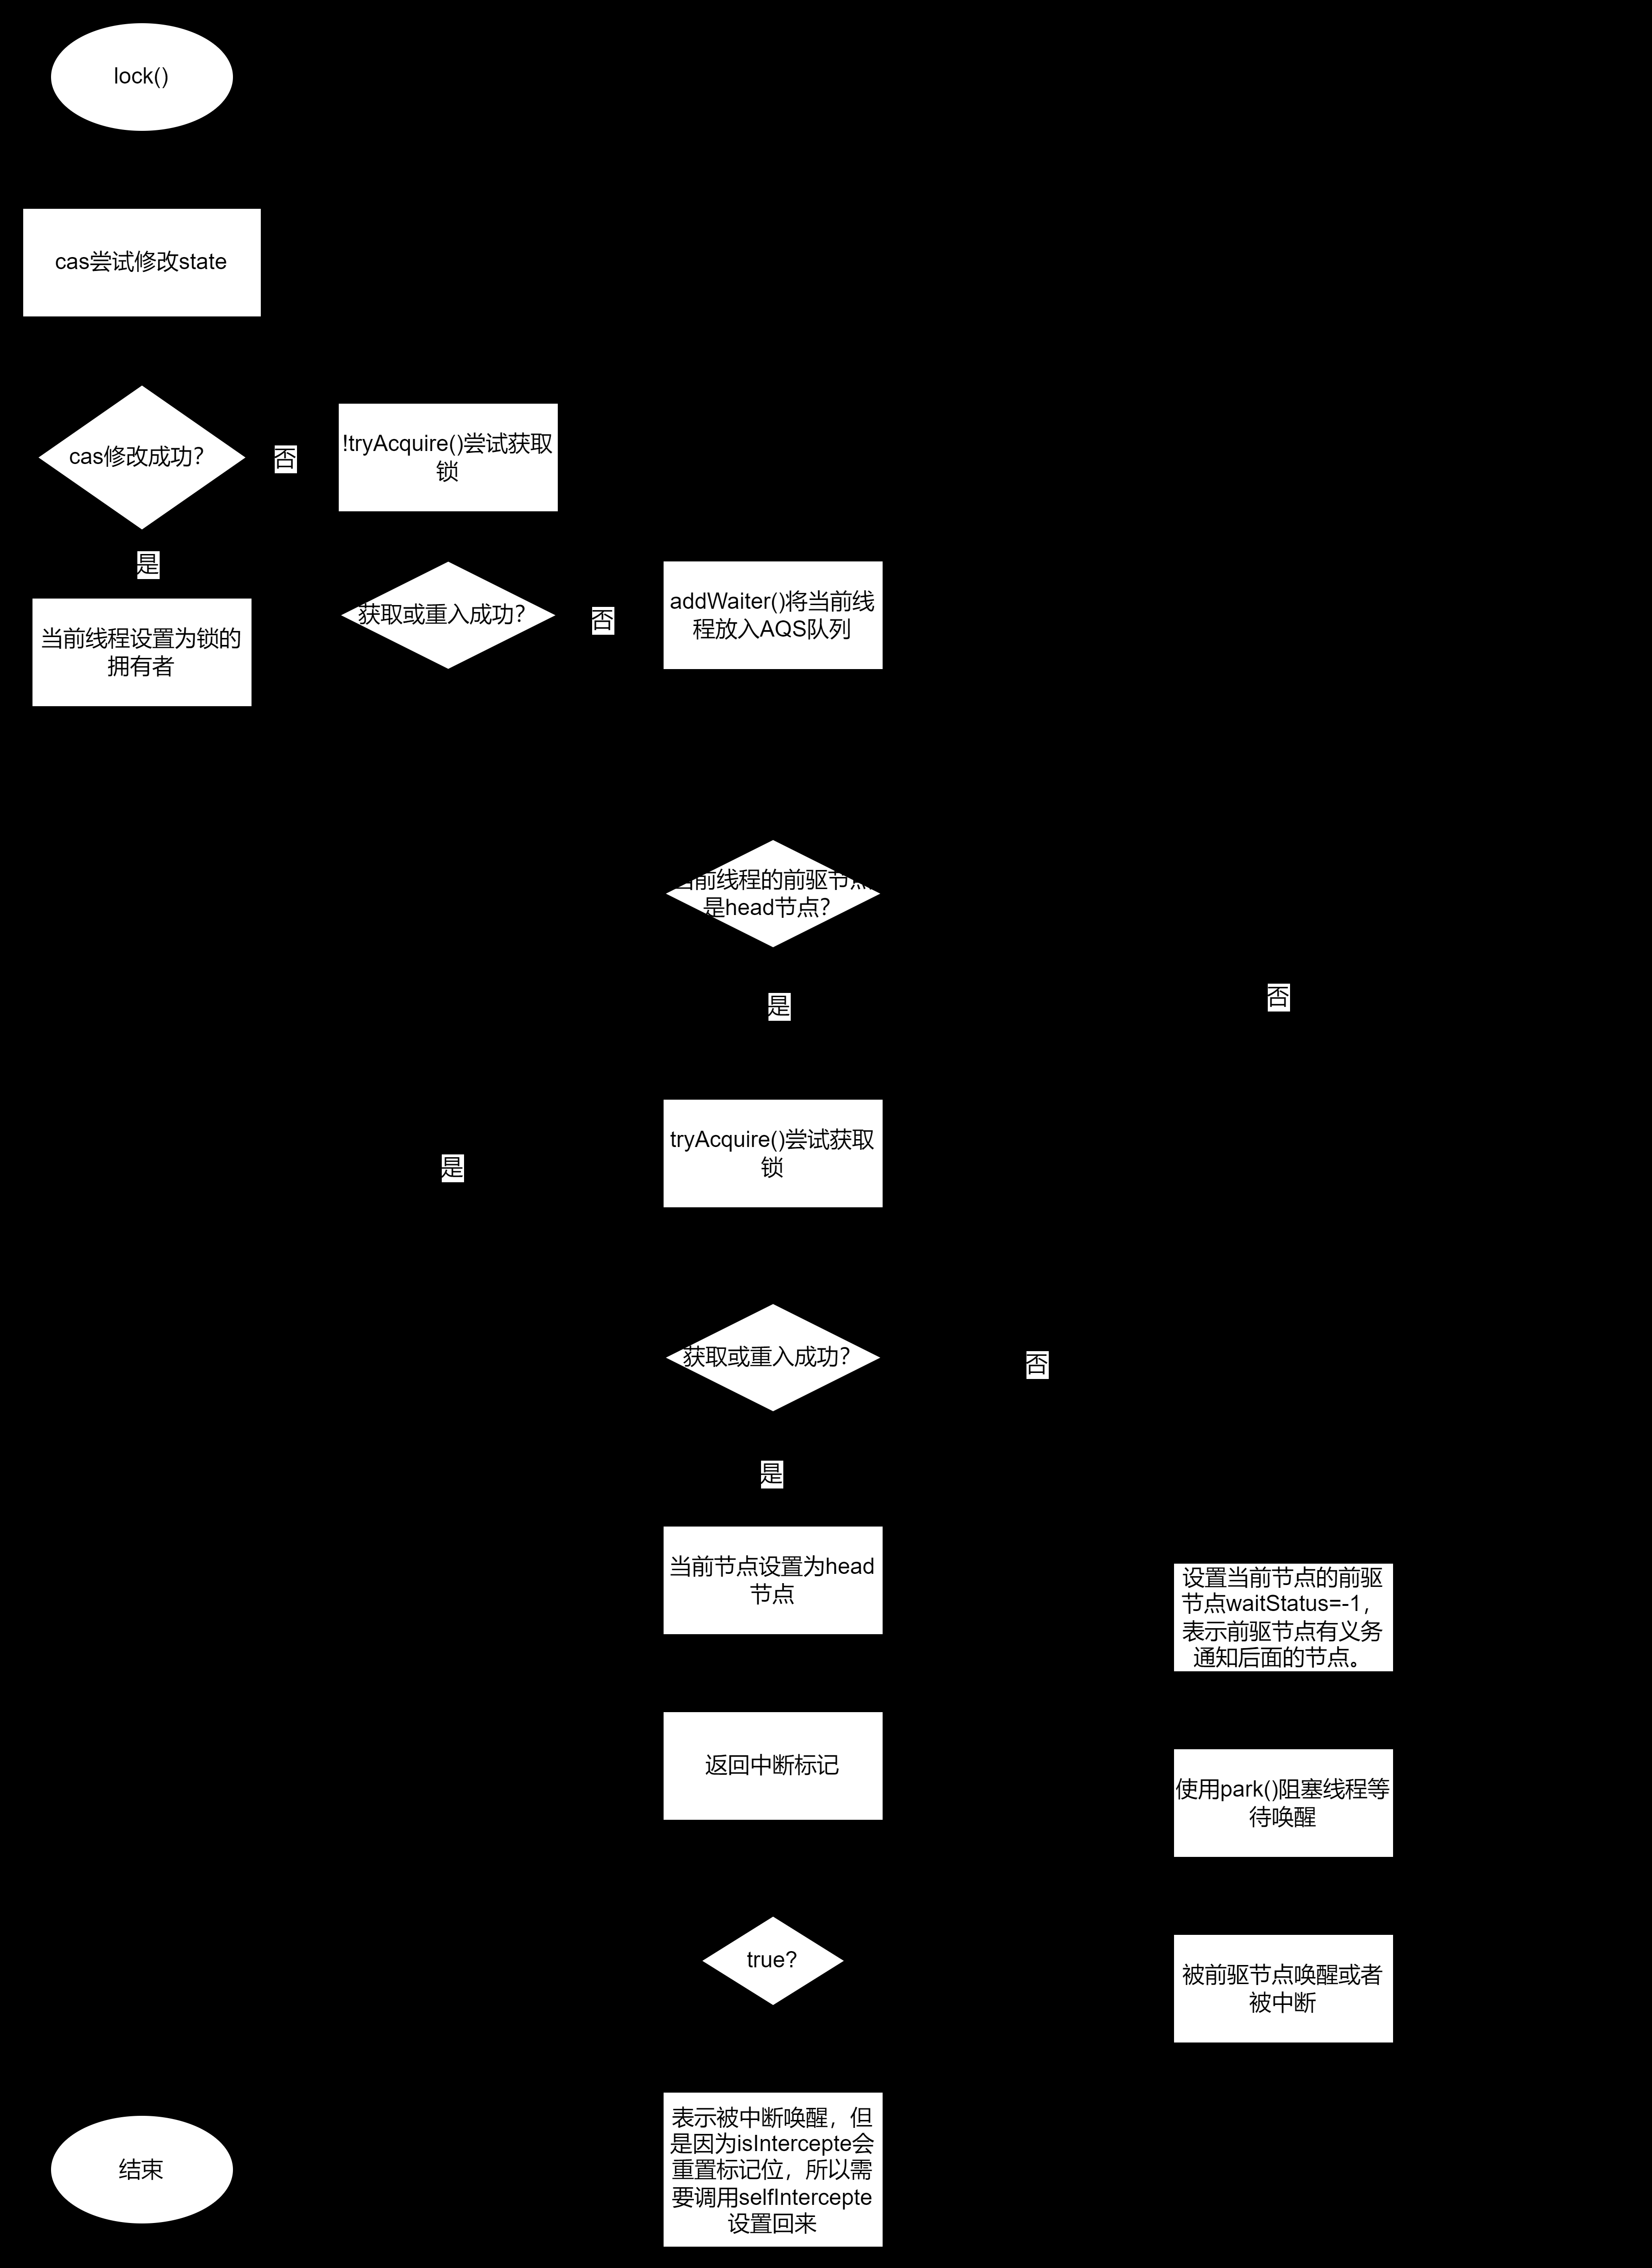 lock()
cas尝试修改state
cas修改成功?
否
!tryAcquire()尝试获取
锁
是
当前线程设置为锁的
拥有者
获取或重入成功?
否
addWaiter()将当前线
程放入AQS队列
当前线程的前驱节点
是head节点?
是
否
tryAcquire()尝试获取
锁
是
获取或重入成功?
否
是
当前节点设置为head
节点
设置当前节点的前驱
节点waitStatus=-1，
表示前驱节点有义务
通知后面的节点。
返回中断标记
使用park()阻塞线程等
待唤醒
true?
被前驱节点唤醒或者
被中断
表示被中断唤醒，但
是因为isIntercepte会
重置标记位，所以需
要调用selfIntercepte
设置回来
结束